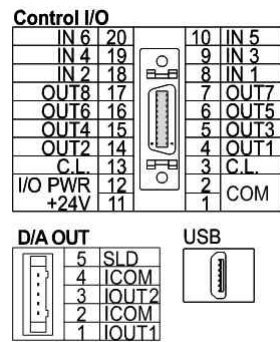 Control I/O
IN 6 20 10 IN 5
IN 4 19 9 IN 3
IN 2 18 8 IN 1
OUT8 17 7 OUT7
OUT6 16 6 OUT5
OUT4 15 5 OUT3
OUT2 14 4 OUT1
C.L. 13 3 C.L.
I/O PWR 12 2 COM
+24V 11 1
D/A OUT USB
5 SLD
4 ICOM
3 IOUT2
2 ICOM
1 IOUT1